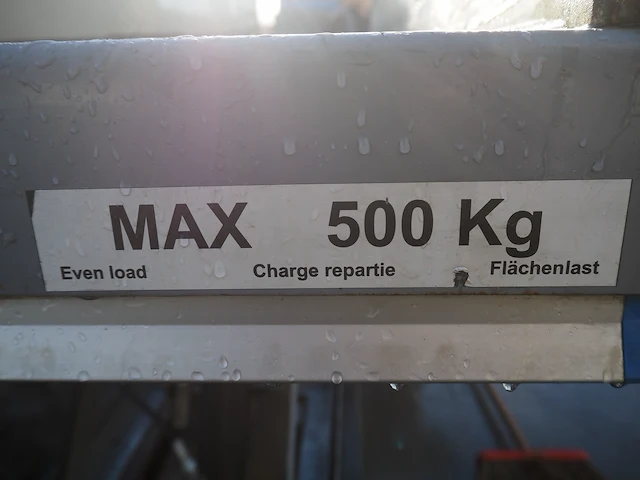 MAX 500 Kg
Even load Charge repartie Flächenlast